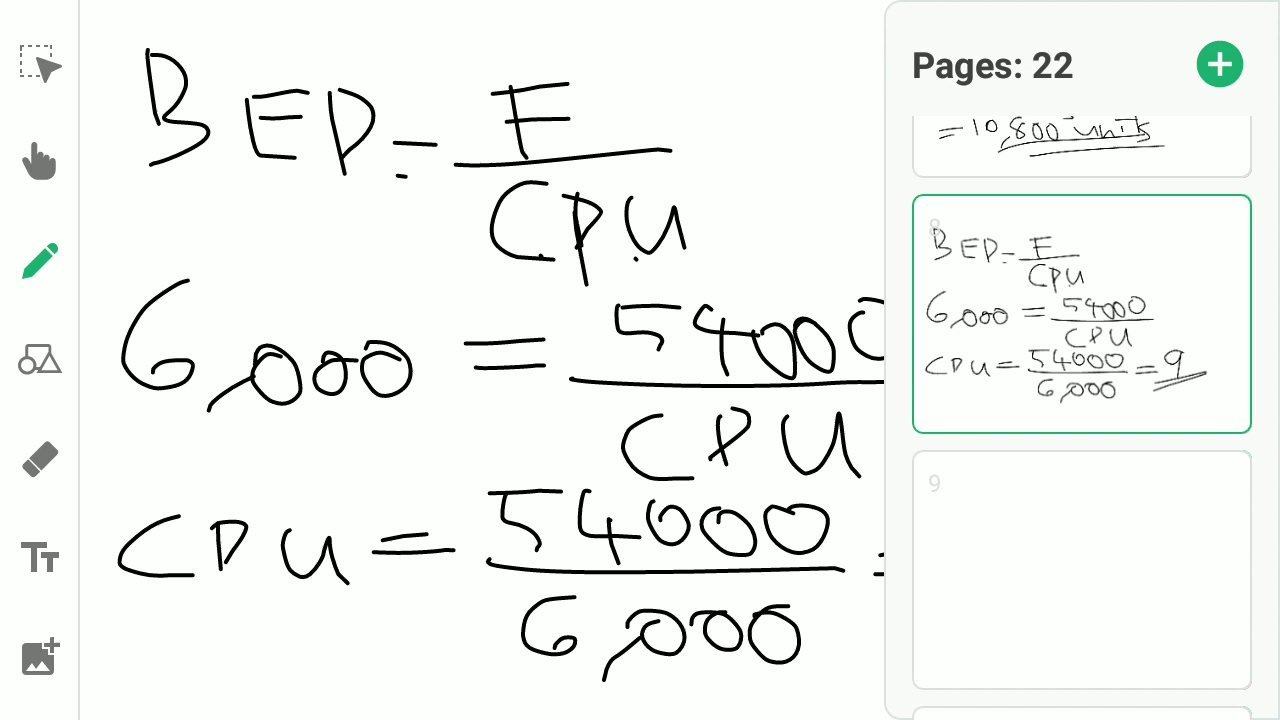 BEP = F
CPU
6,000 = 54000
CPU
CPU = 54000 =
6,000
Pages: 22
= 10,800 units
8
BEP = F
CPU
6,000 = 54000
CPU
CPU = 54000 = 9
6,000
9
Tт